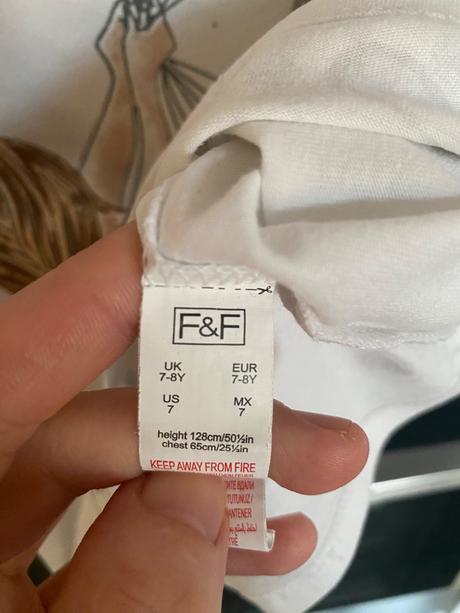 F&F
UK EUR
7-8Y 7-8Y
US MX
7 7
height 128cm/50½in
chest 65cm/25½in
KEEP AWAY FROM FIRE
TUTUNUZ /